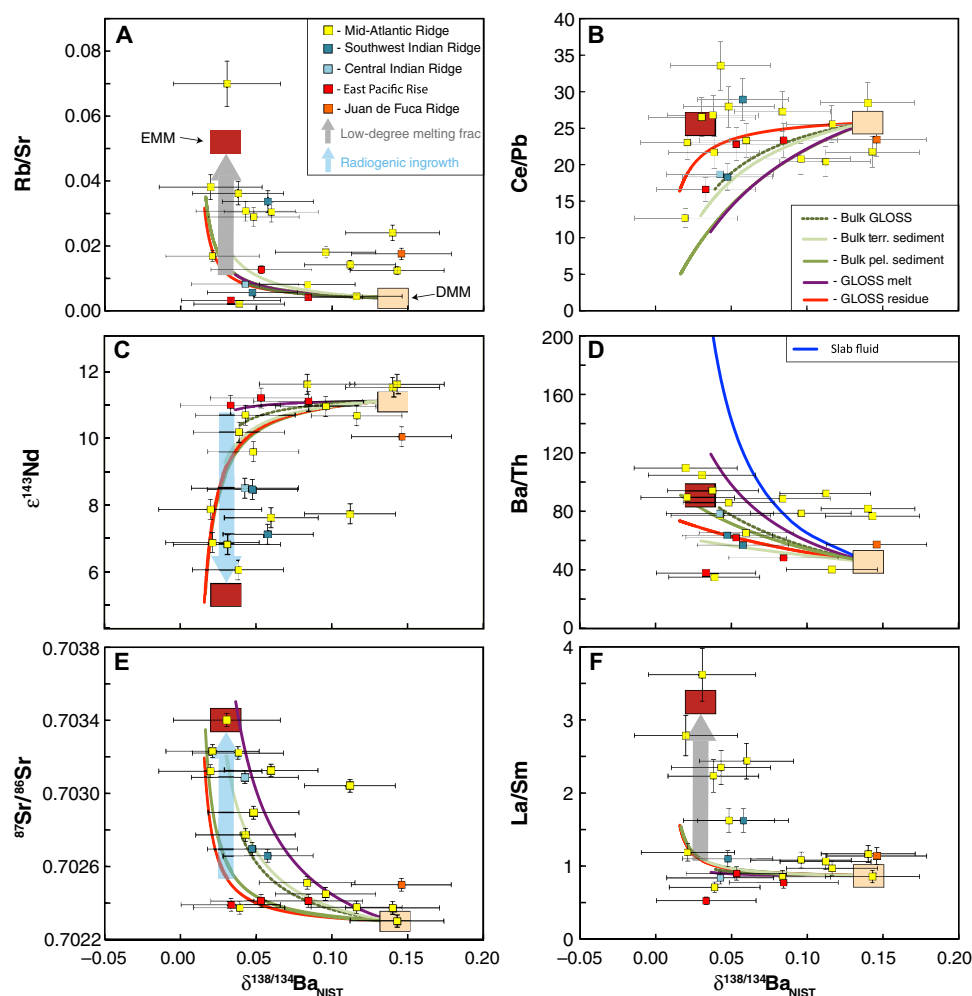 A
Rb/Sr
0.08
0.06
0.04
0.02
0.00
EMM
DMM
- Mid-Atlantic Ridge
- Southwest Indian Ridge
- Central Indian Ridge
- East Pacific Rise
- Juan de Fuca Ridge
Low-degree melting frac
Radiogenic ingrowth
B
Ce/Pb
40
35
30
25
20
15
10
5
0
- Bulk GLOSS
- Bulk terr. sediment
- Bulk pel. sediment
- GLOSS melt
- GLOSS residue
C
ε¹⁴³Nd
12
10
8
6
D
Ba/Th
200
160
120
80
40
0
Slab fluid
E
⁸⁷Sr/⁸⁶Sr
0.7038
0.7034
0.7030
0.7026
0.7022
−0.05 0.00 0.05 0.10 0.15 0.20
δ¹³⁸/¹³⁴Ba_NIST
F
La/Sm
4
3
2
1
0
−0.05 0.00 0.05 0.10 0.15 0.20
δ¹³⁸/¹³⁴Ba_NIST